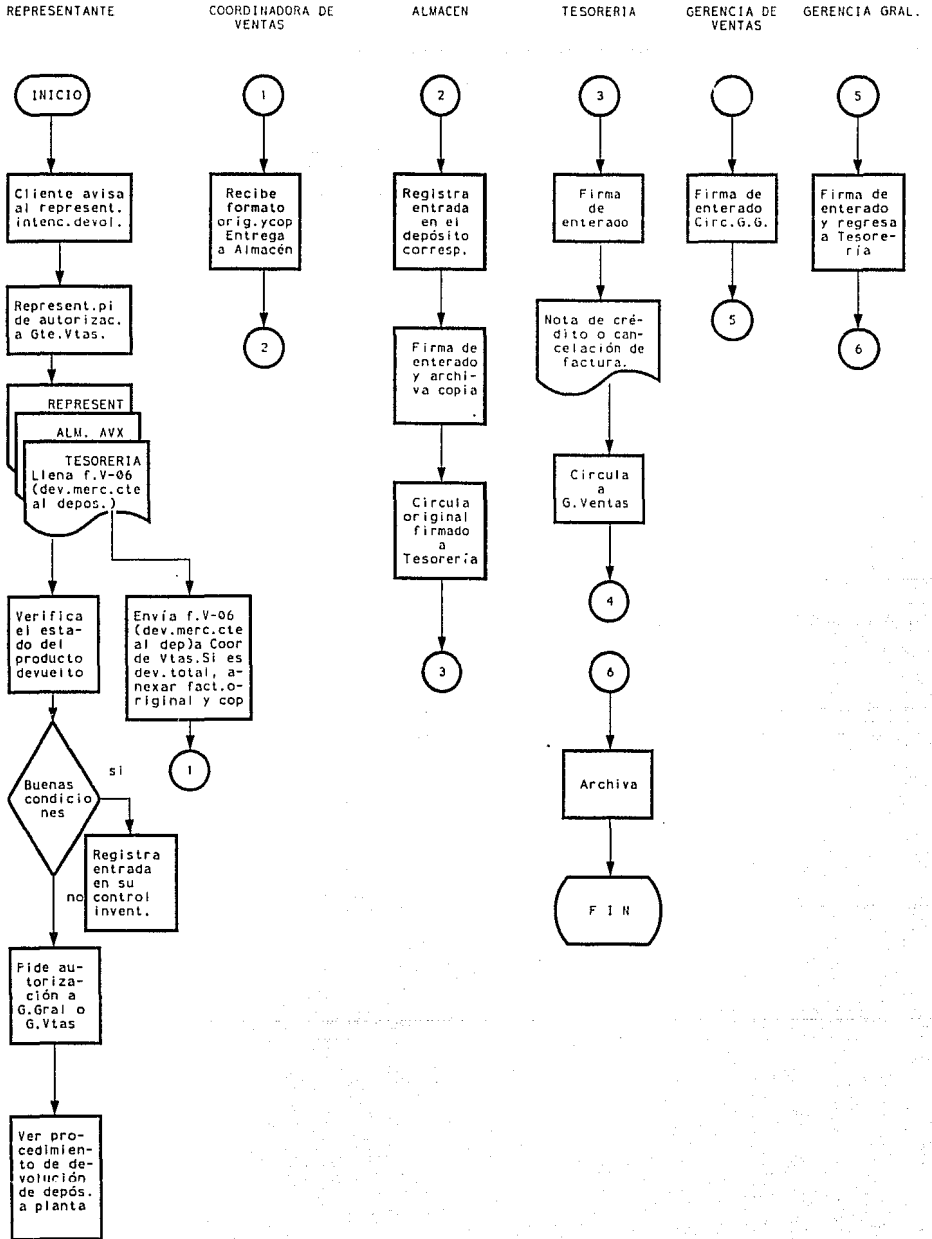 REPRESENTANTE
COORDINADORA DE
VENTAS
ALMACEN
TESORERIA
GERENCIA DE
VENTAS
GERENCIA GRAL.
INICIO
Cliente avisa
al represent.
intenc.devol.
Represent.pi
de autorizac.
a Gte.Vtas.
REPRESENT
ALM. AVX
TESORERIA
Llena f.V-06
(dev.merc.cte
al depos.)
Verifica
el esta-
do del
producto
devuelto
Envía f.V-06
(dev.merc.cte
al dep)a Coor
de Vtas.Si es
dev.total, a-
nexar fact.o-
riginal y cop
1
Buenas
condicio
nes
si
Registra
entrada
en su
control
invent.
no
Pide au-
toriza-
ción a
G.Gral o
G.Vtas
Ver pro-
cedimien-
to de de-
volución
de depós.
a planta
1
Recibe
formato
orig.ycop
Entrega
a Almacén
2
2
Registra
entrada
en el
depósito
corresp.
Firma de
enterado
y archi-
va copia
Circula
original
firmado
a
Tesorería
3
3
Firma
de
enterado
Nota de cré-
dito o can-
celación de
factura.
Circula
a
G.Ventas
4
6
Archiva
F I N
Firma de
enterado
Circ.G.G.
5
5
Firma de
enterado
y regresa
a Tesore-
ría
6